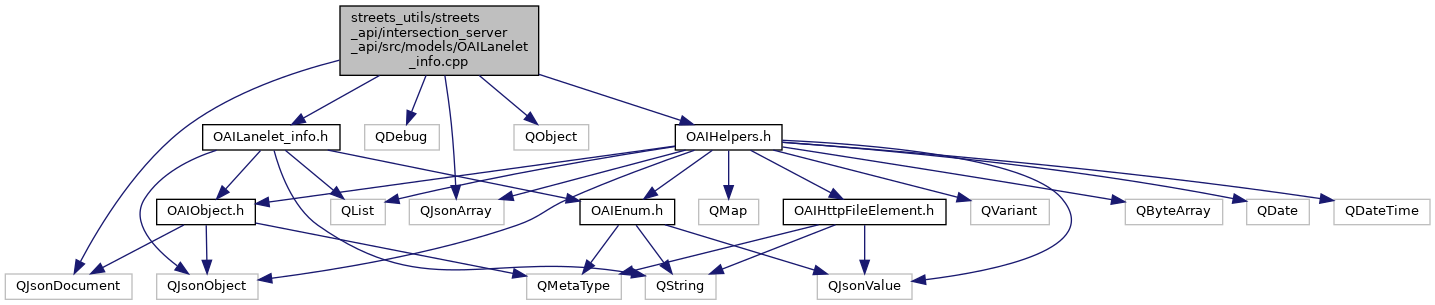 streets_utils/streets
_api/intersection_server
_api/src/models/OAILanelet
_info.cpp
OAILanelet_info.h
QDebug
QObject
OAIHelpers.h
OAIObject.h
QList
QJsonArray
OAIEnum.h
QMap
OAIHttpFileElement.h
QVariant
QByteArray
QDate
QDateTime
QJsonDocument
QJsonObject
QMetaType
QString
QJsonValue